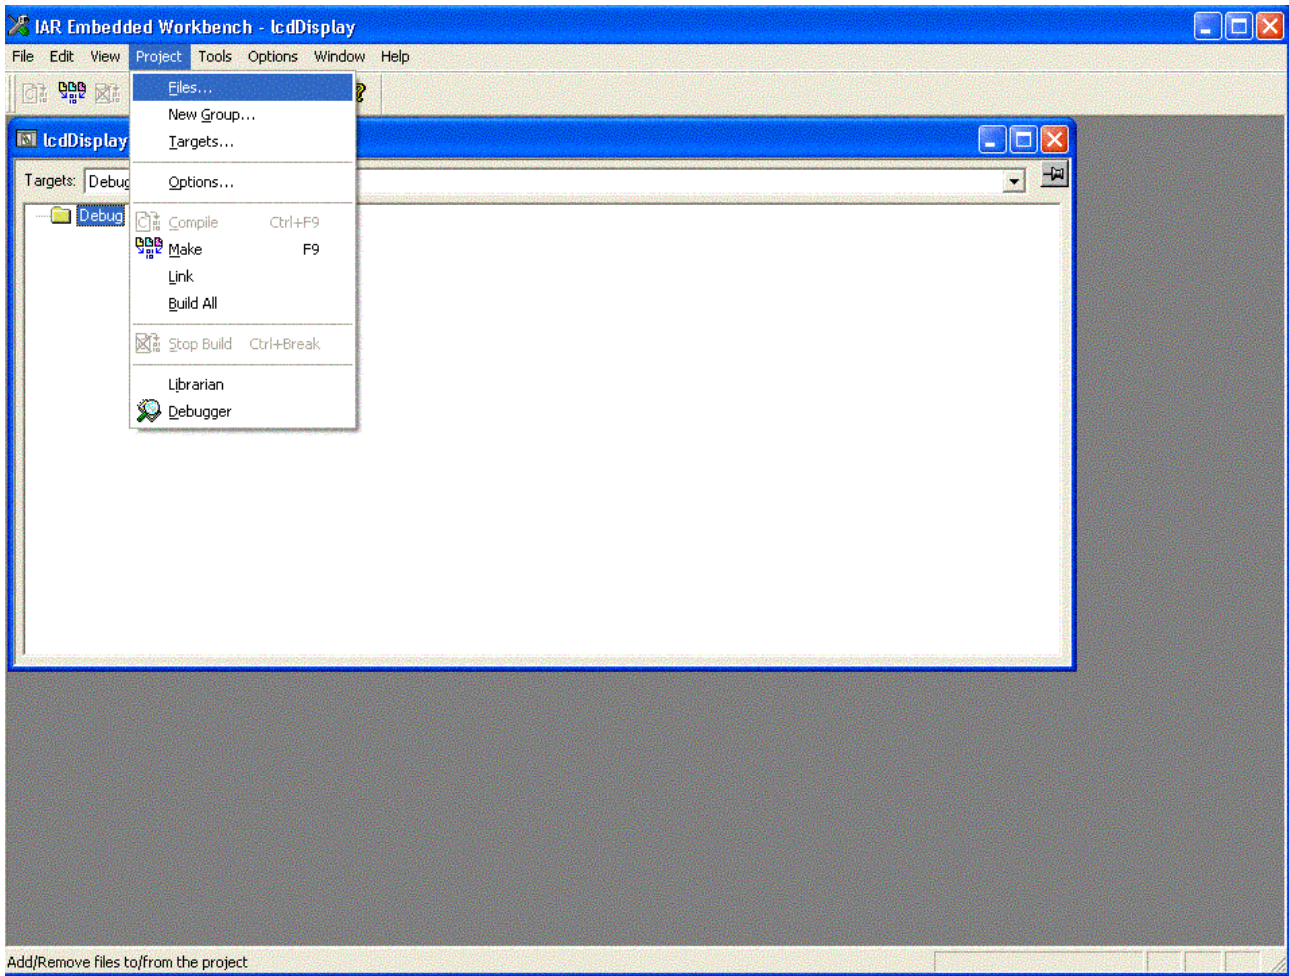 IAR Embedded Workbench - lcdDisplay
File Edit View Project Tools Options Window Help
Files...
New Group...
lcdDisplay
Targets...
Targets: Debug
Options...
Debug
Compile Ctrl+F9
Make F9
Link
Build All
Stop Build Ctrl+Break
Librarian
Debugger
Add/Remove files to/from the project